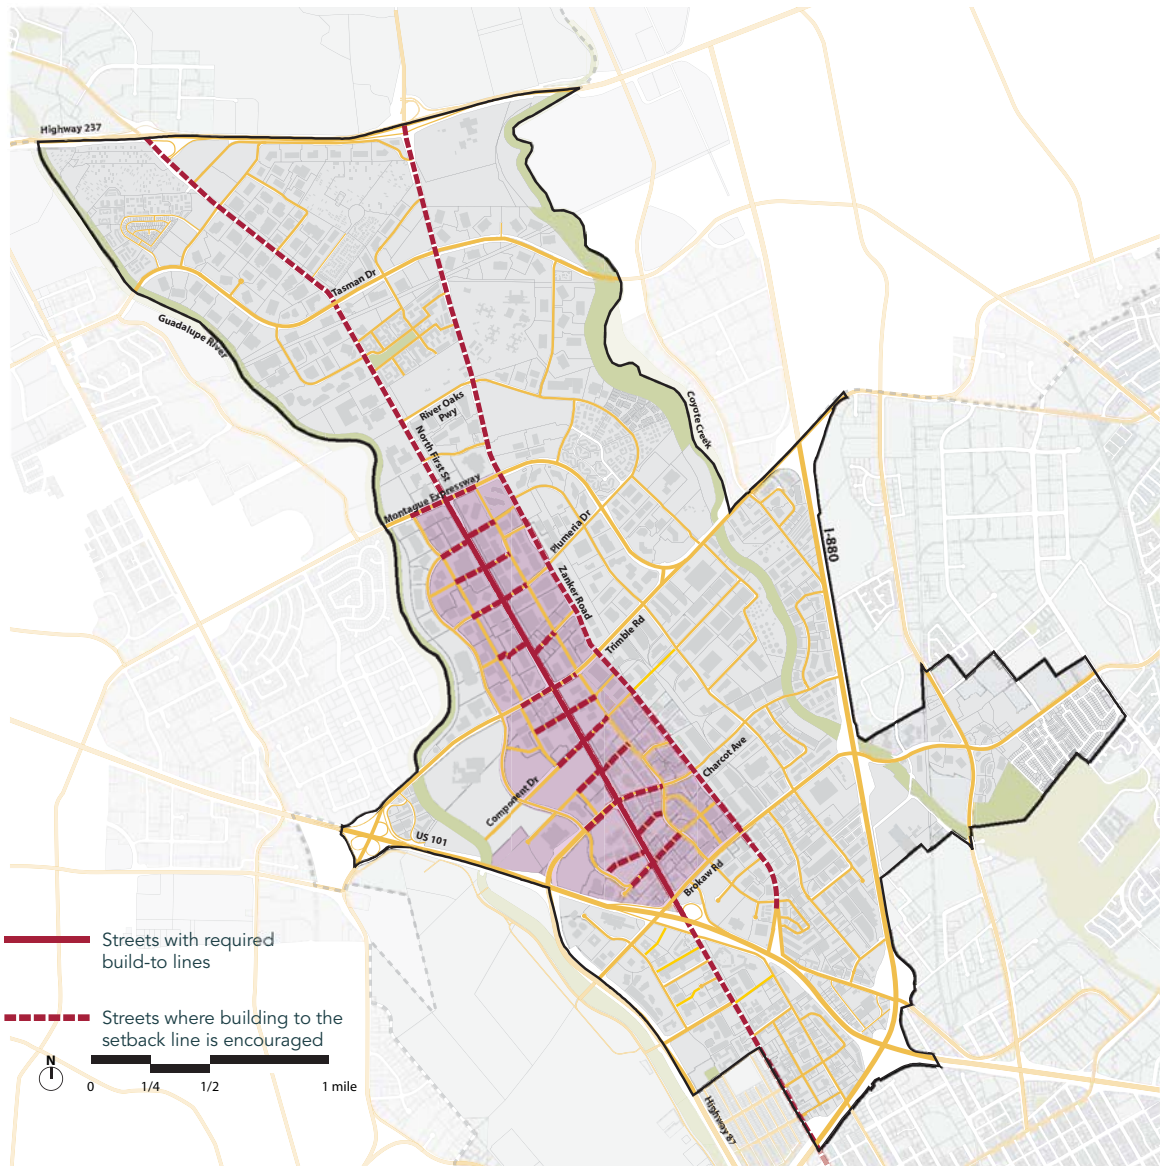 Highway 237
Tasman Dr
Guadalupe River
River Oaks
Pwy
Coyote Creek
North First St
Montague Expressway
Plumeria Dr
I-880
Zanker Road
Trimble Rd
Charcot Ave
Component Dr
US 101
Brokaw Rd
Streets with required
build-to lines
Streets where building to the
setback line is encouraged
N
0 1/4 1/2 1 mile
Highway 87